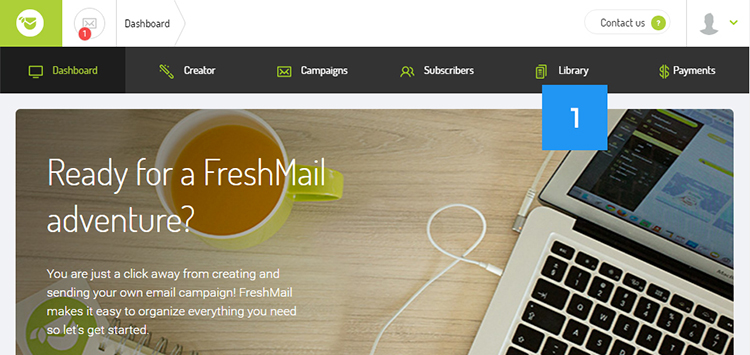 1
Dashboard
Contact us ?
Dashboard
Creator
Campaigns
Subscribers
Library
Payments
1
Ready for a FreshMail
adventure?
You are just a click away from creating and
sending your own email campaign! FreshMail
makes it easy to organize everything you need
so let's get started.